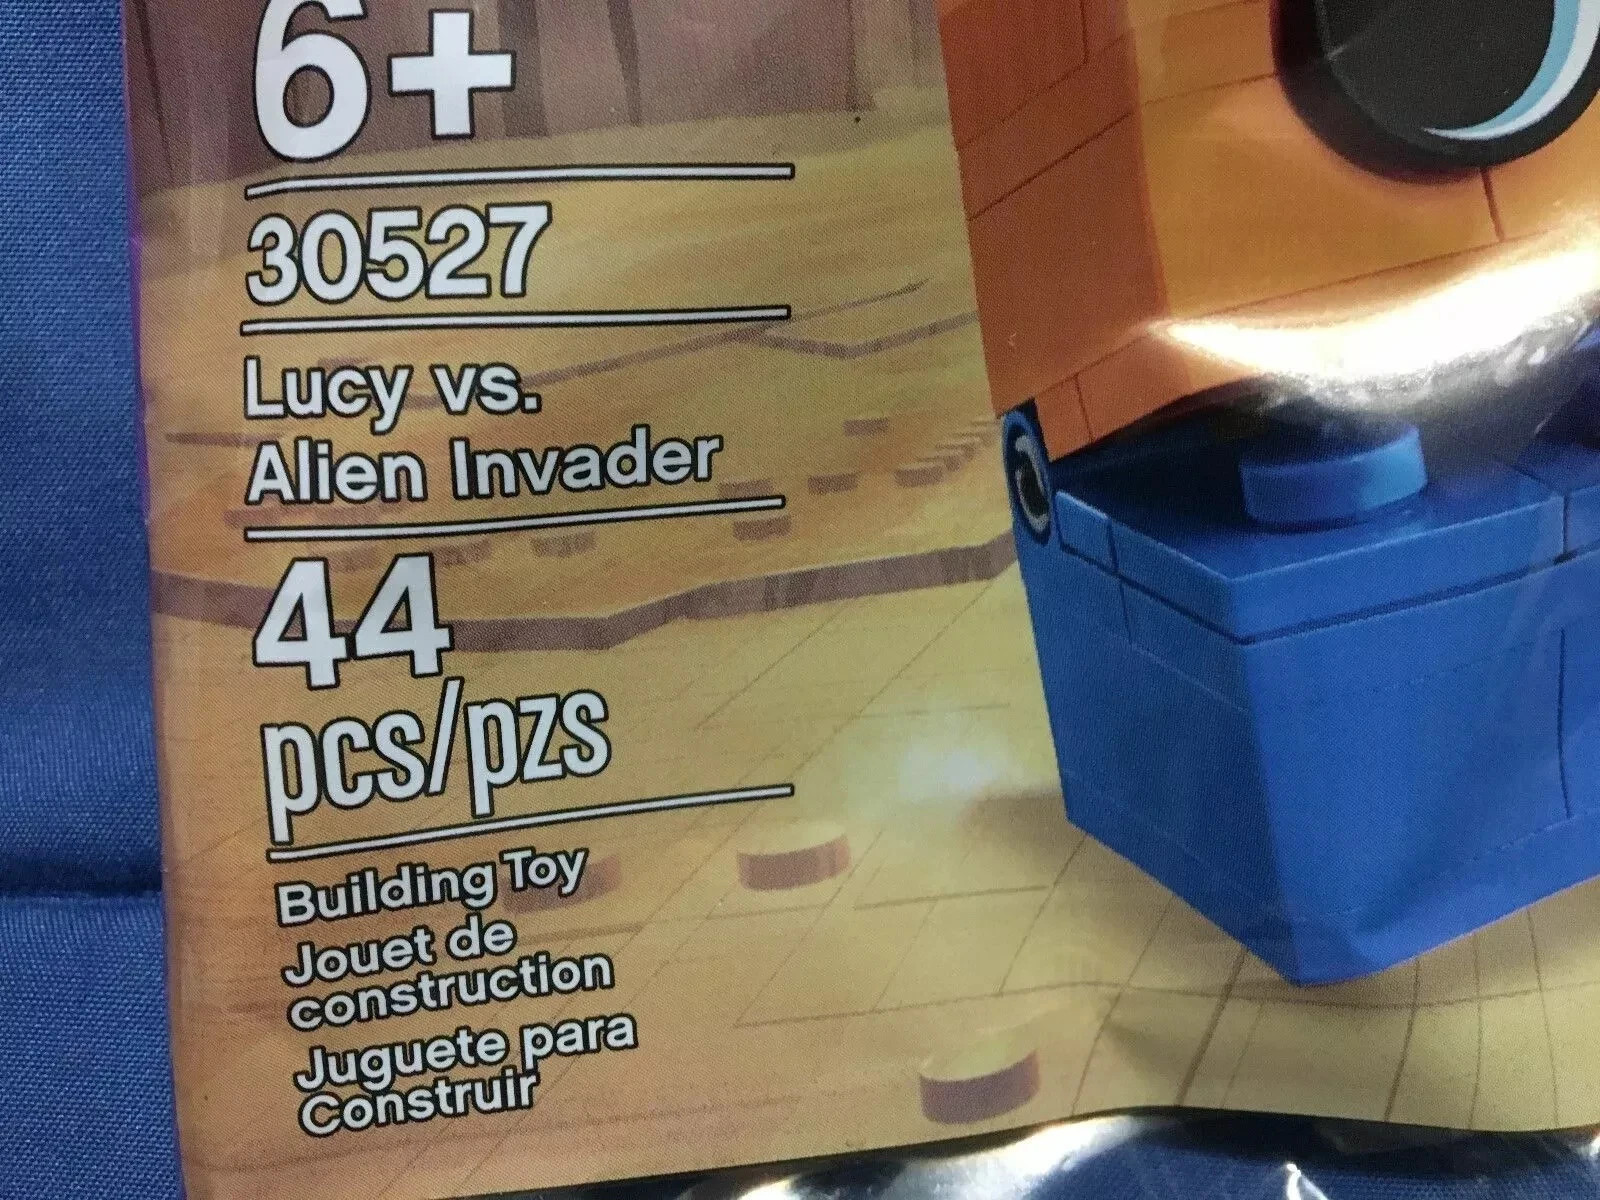 6+
30527
Lucy vs.
Alien Invader
44
pcs/pzs
Building Toy
Jouet de
construction
Juguete para
Construir